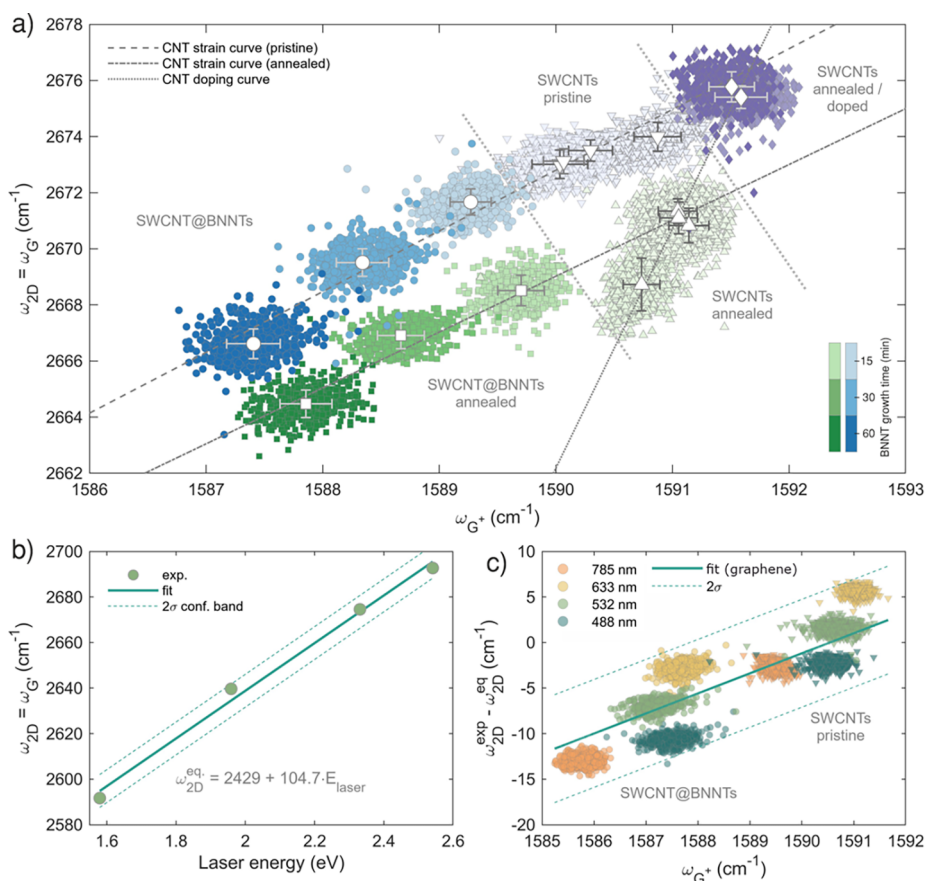 a)
2678
2676
2674
2672
2670
2668
2666
2664
2662
ω2D = ωG' (cm-1)
CNT strain curve (pristine)
CNT strain curve (annealed)
CNT doping curve
SWCNTs
pristine
SWCNTs
annealed /
doped
SWCNT@BNNTs
SWCNTs
annealed
SWCNT@BNNTs
annealed
15
30
60
BNNT growth time (min)
1586
1587
1588
1589
1590
1591
1592
1593
ωG+ (cm-1)
b)
2700
2680
2660
2640
2620
2600
2580
ω2D = ωG' (cm-1)
exp.
fit
2σ conf. band
ω2Deq. = 2429 + 104.7·Elaser
1.6
1.8
2
2.2
2.4
2.6
Laser energy (eV)
c)
10
5
0
-5
-10
-15
-20
ω2Dexp - ω2Deq
785 nm
633 nm
532 nm
488 nm
fit (graphene)
2σ
SWCNTs
pristine
SWCNT@BNNTs
1585
1586
1587
1588
1589
1590
1591
1592
ωG+ (cm-1)